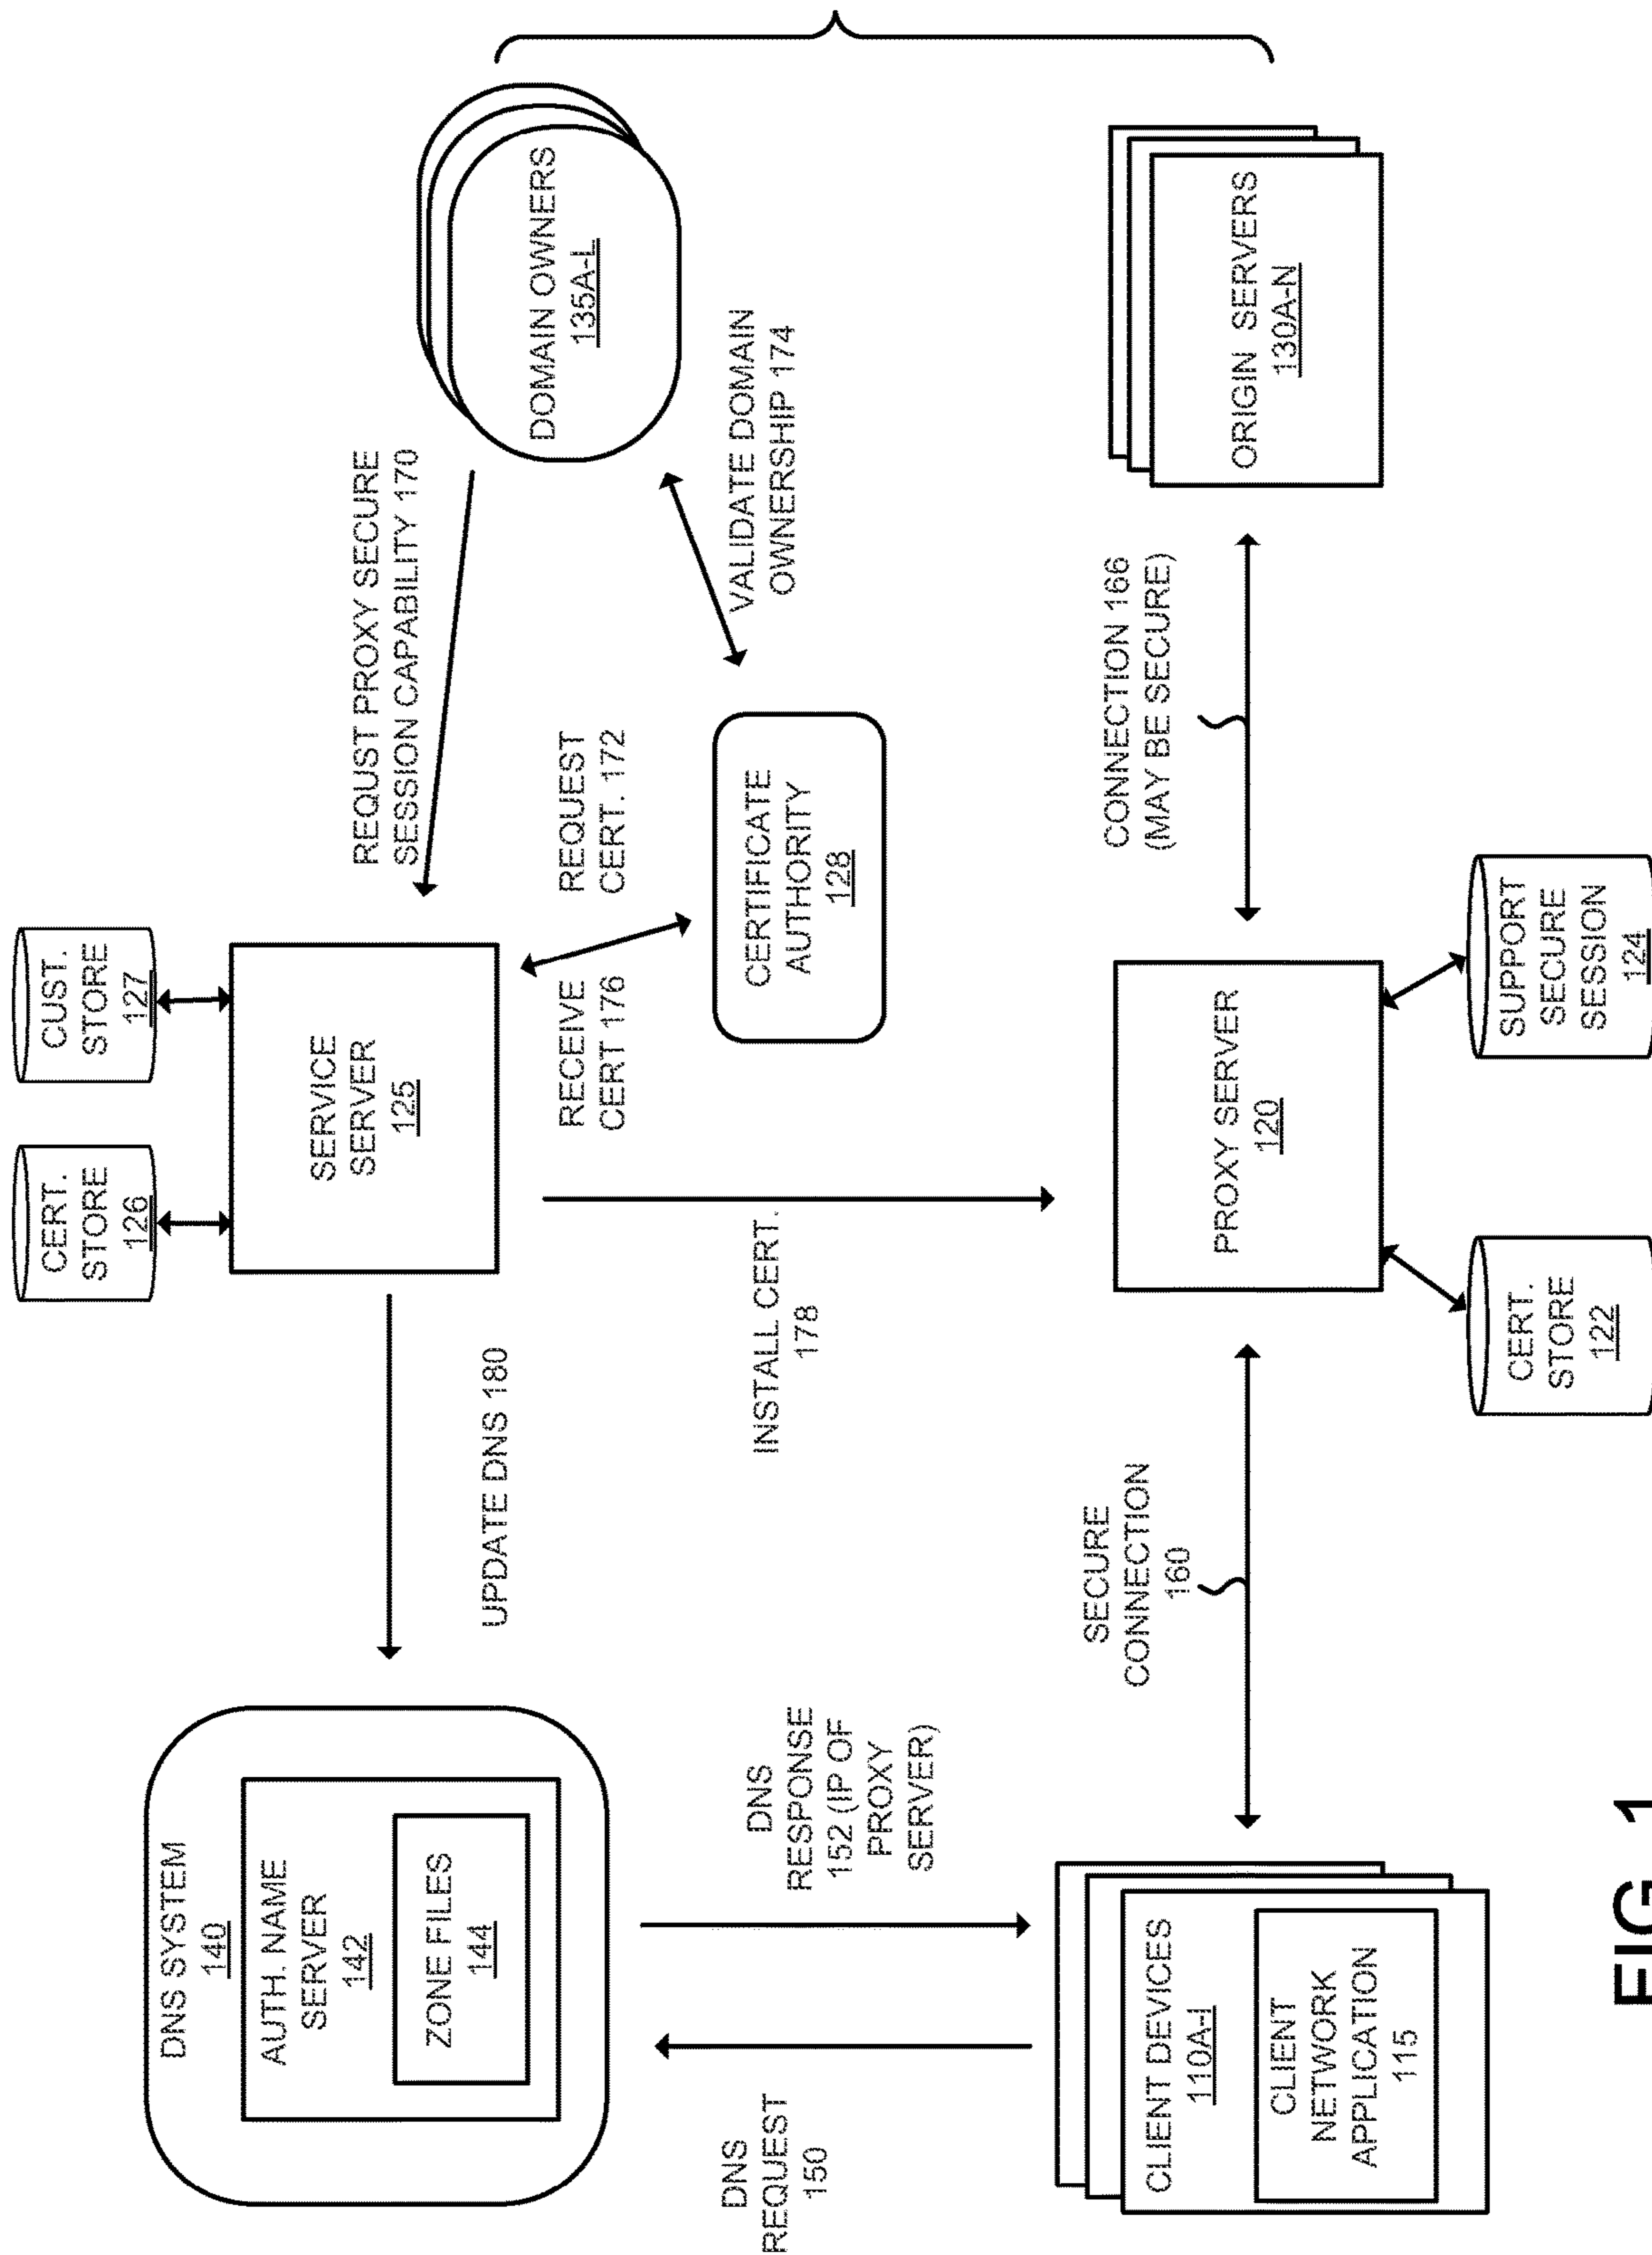 DNS SYSTEM
140
AUTH. NAME
SERVER
142
ZONE FILES
144
UPDATE DNS 180
CERT.
STORE
126
CUST.
STORE
127
SERVICE
SERVER
125
REQUST PROXY SECURE
SESSION CAPABILITY 170
DOMAIN OWNERS
135A-L
RECEIVE
CERT 176
REQUEST
CERT. 172
CERTIFICATE
AUTHORITY
128
VALIDATE DOMAIN
OWNERSHIP 174
DNS
REQUEST
150
DNS
RESPONSE
152 (IP OF
PROXY
SERVER)
INSTALL CERT.
178
CLIENT DEVICES
110A-I
CLIENT
NETWORK
APPLICATION
115
SECURE
CONNECTION
160
PROXY SERVER
120
CERT.
STORE
122
SUPPORT
SECURE
SESSION
124
CONNECTION 166
(MAY BE SECURE)
ORIGIN SERVERS
130A-N
FIG 1